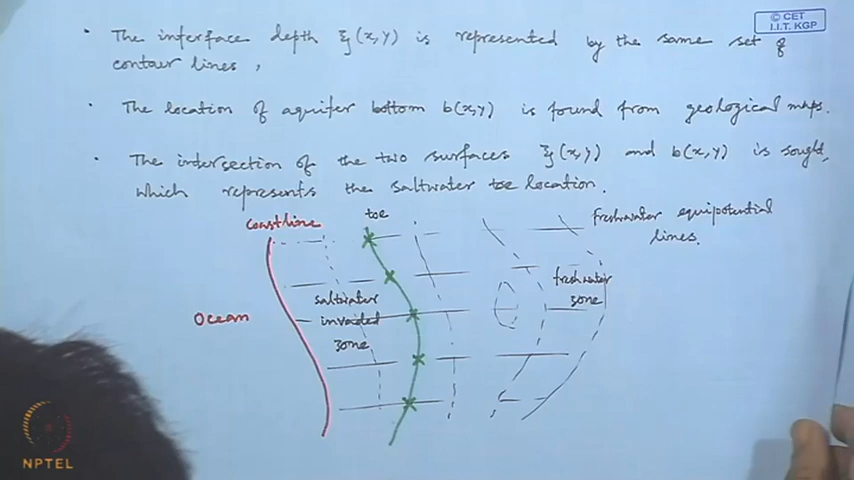 © CET
I.I.T. KGP
· The interface depth ξ(x,y) is represented by the same set of
contour lines,
· The location of aquifer bottom b(x,y) is found from geological maps.
· The intersection of the two surfaces ξ(x,y) and b(x,y) is sought,
which represents the saltwater toe location.
coastline
toe
freshwater equipotential
lines.
freshwater
zone
Ocean
saltwater
invaded
zone
NPTEL